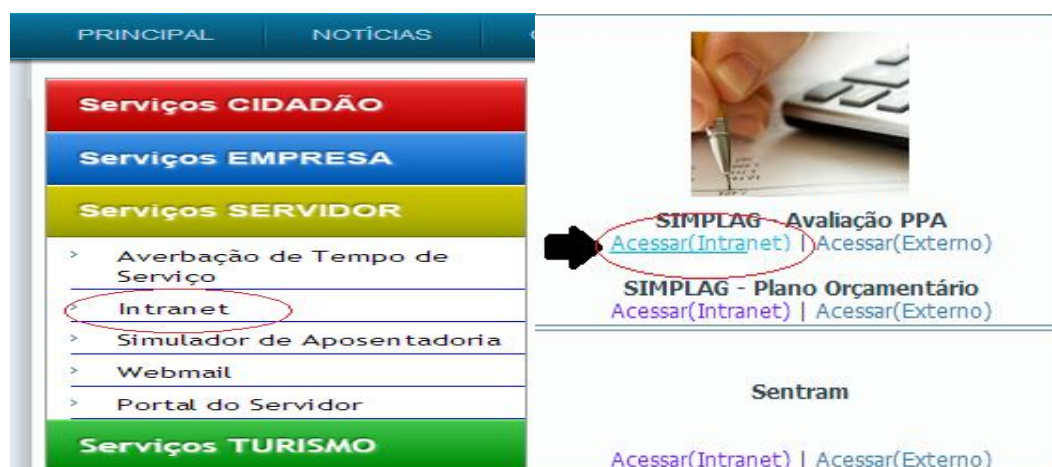 PRINCIPAL NOTÍCIAS
Serviços CIDADÃO
Serviços EMPRESA
Serviços SERVIDOR
> Averbação de Tempo de
Serviço
> Intranet
> Simulador de Aposentadoria
> Webmail
> Portal do Servidor
Serviços TURISMO
SIMPLAG - Avaliação PPA
Acessar(Intranet) | Acessar(Externo)
SIMPLAG - Plano Orçamentário
Acessar(Intranet) | Acessar(Externo)
Sentram
Acessar(Intranet) | Acessar(Externo)